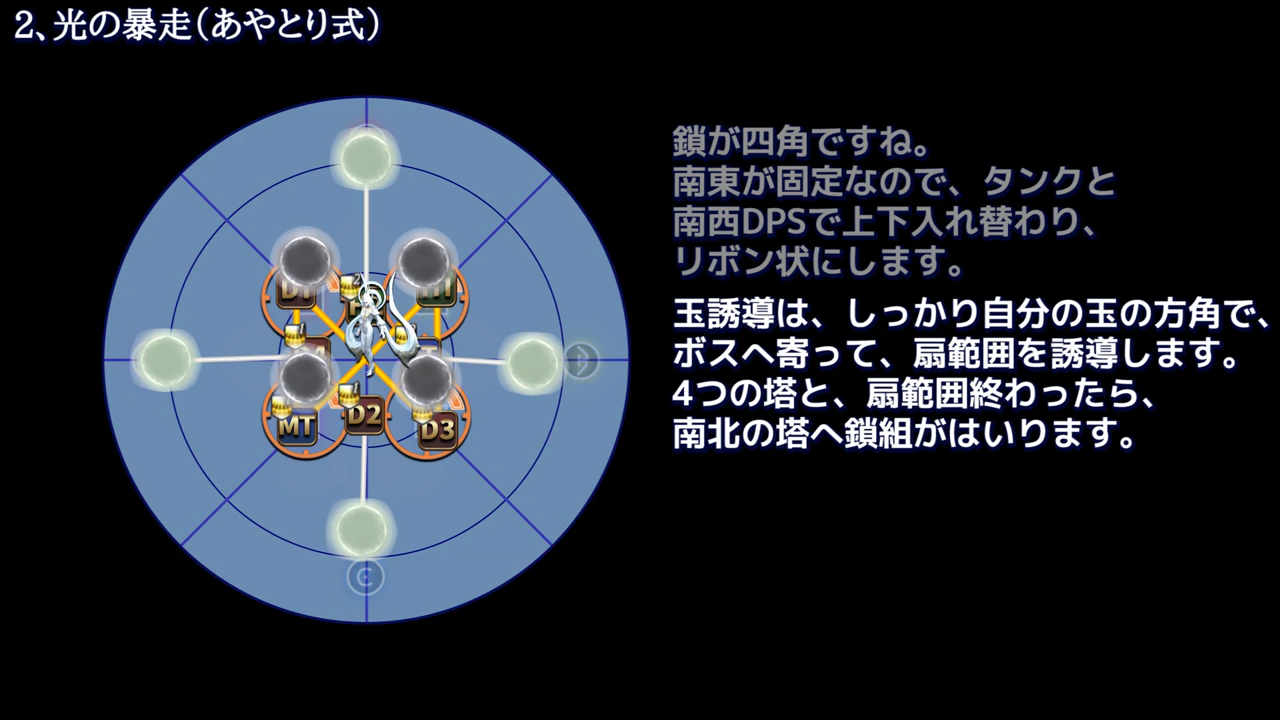 2、光の暴走(あやとり式)
鎖が四角ですね。
南東が固定なので、タンクと
南西DPSで上下入れ替わり、
リボン状にします。
玉誘導は、しっかり自分の玉の方角で、
ボスへ寄って、扇範囲を誘導します。
4つの塔と、扇範囲終わったら、
南北の塔へ鎖組がはいります。
MT
D2
D3
C